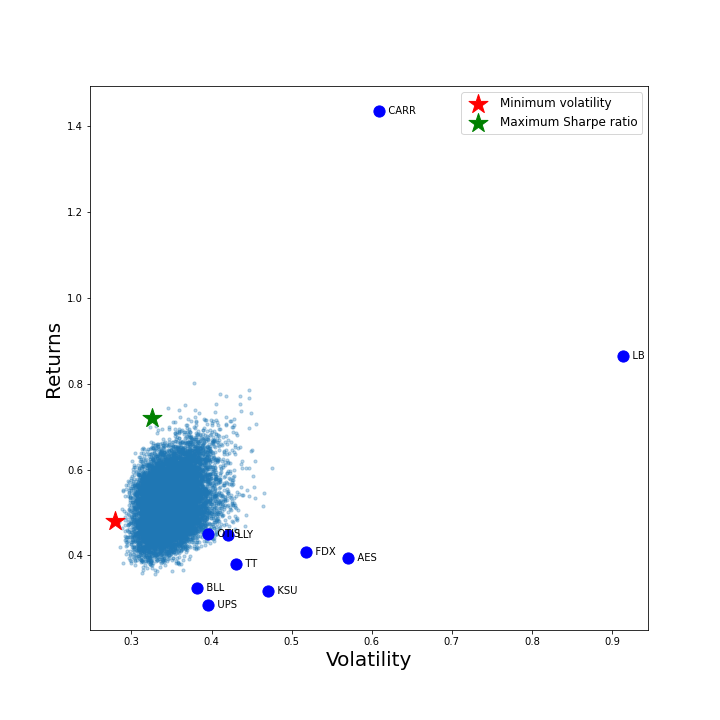 CARR
Minimum volatility
Maximum Sharpe ratio
1.4
1.2
1.0
LB
0.8
0.6
OTIS
LLY
FDX
AES
0.4
TT
BLL
KSU
UPS
0.3
0.4
0.5
0.6
0.7
0.8
0.9
Volatility
Returns